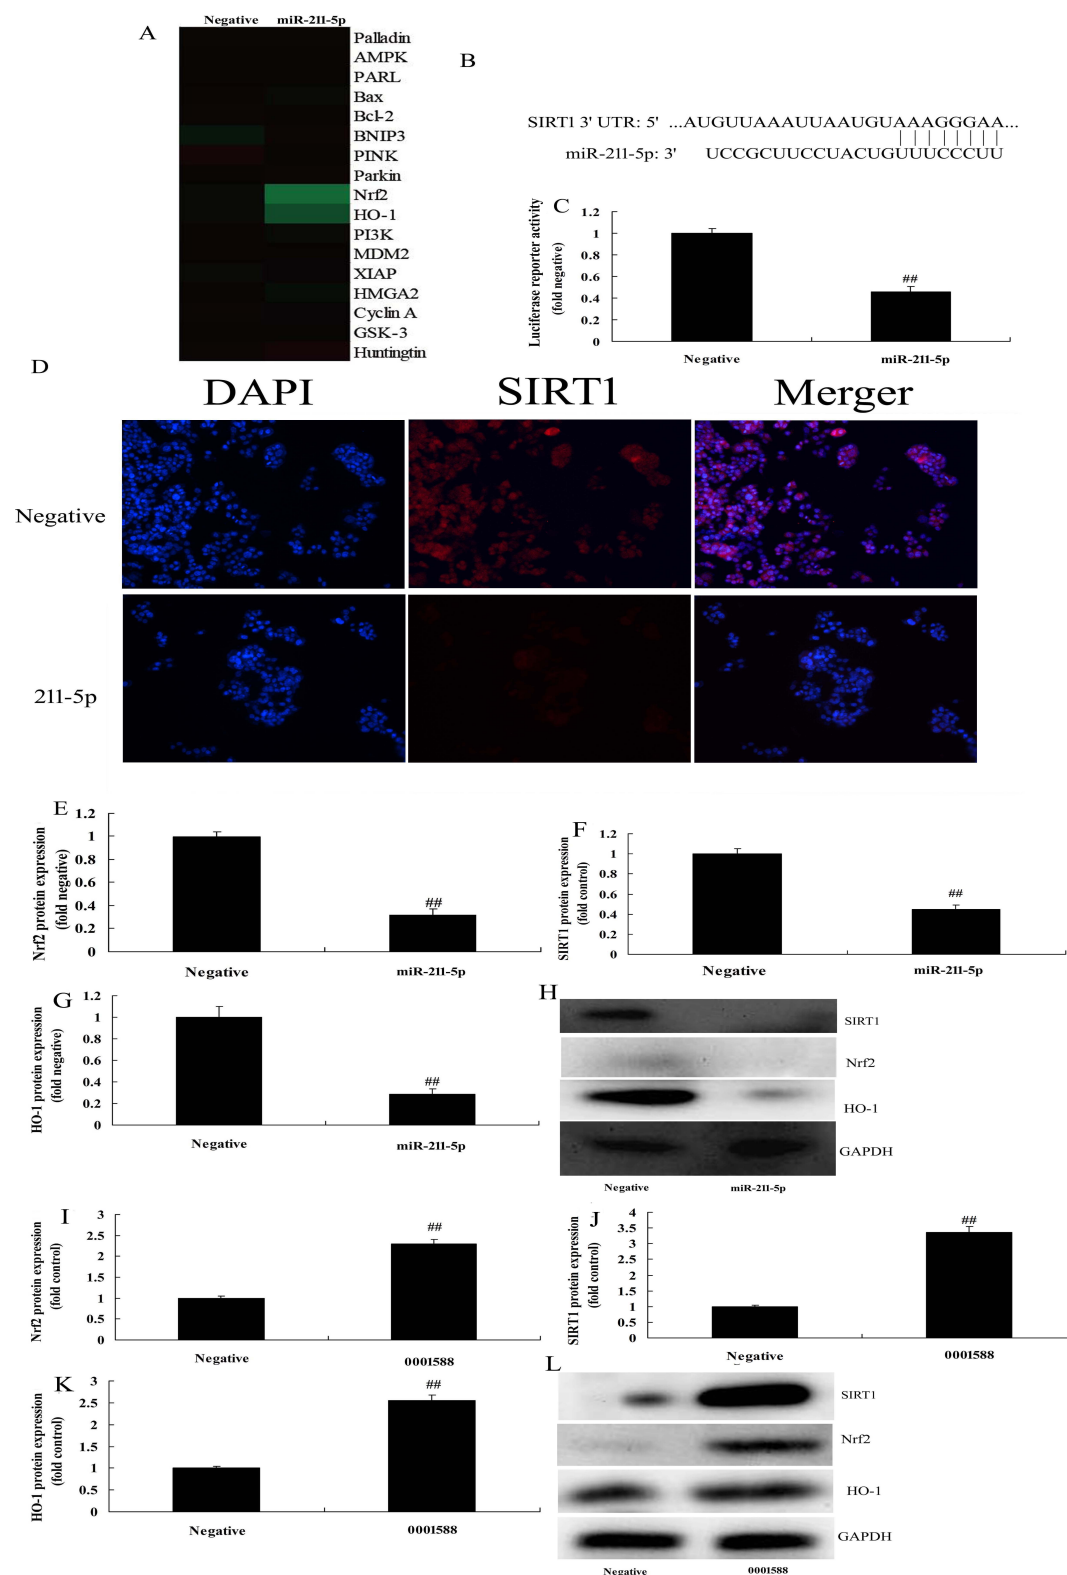 A
Negative miR-211-5p
Palladin
AMPK
PARL
Bax
Bcl-2
BNIP3
PINK
Parkin
Nrf2
HO-1
PI3K
MDM2
XIAP
HMGA2
Cyclin A
GSK-3
Huntingtin
B
SIRT1 3' UTR: 5' ...AUGUUAAAUUAAUGUAAAGGGAA...
miR-211-5p: 3' UCCGCUUCCUACUGUUUCCCUU
C
Luciferase reporter activity
(fold negative)
1.2
1
0.8
0.6
0.4
0.2
0
##
Negative miR-211-5p
D
DAPI SIRT1 Merger
Negative
211-5p
E
Nrf2 protein expression
(fold negative)
1.2
1
0.8
0.6
0.4
0.2
0
##
Negative miR-211-5p
F
SIRT1 protein expression
(fold control)
1.2
1
0.8
0.6
0.4
0.2
0
##
Negative miR-211-5p
G
HO-1 protein expression
(fold negative)
1.2
1
0.8
0.6
0.4
0.2
0
##
Negative miR-211-5p
H
SIRT1
Nrf2
HO-1
GAPDH
Negative miR-211-5p
I
Nrf2 protein expression
(fold control)
3
2.5
2
1.5
1
0.5
0
##
Negative 0001588
J
SIRT1 protein expression
(fold control)
4
3.5
3
2.5
2
1.5
1
0.5
0
##
Negative 0001588
K
HO-1 protein expression
(fold control)
3
2.5
2
1.5
1
0.5
0
##
Negative 0001588
L
SIRT1
Nrf2
HO-1
GAPDH
Negative 0001588